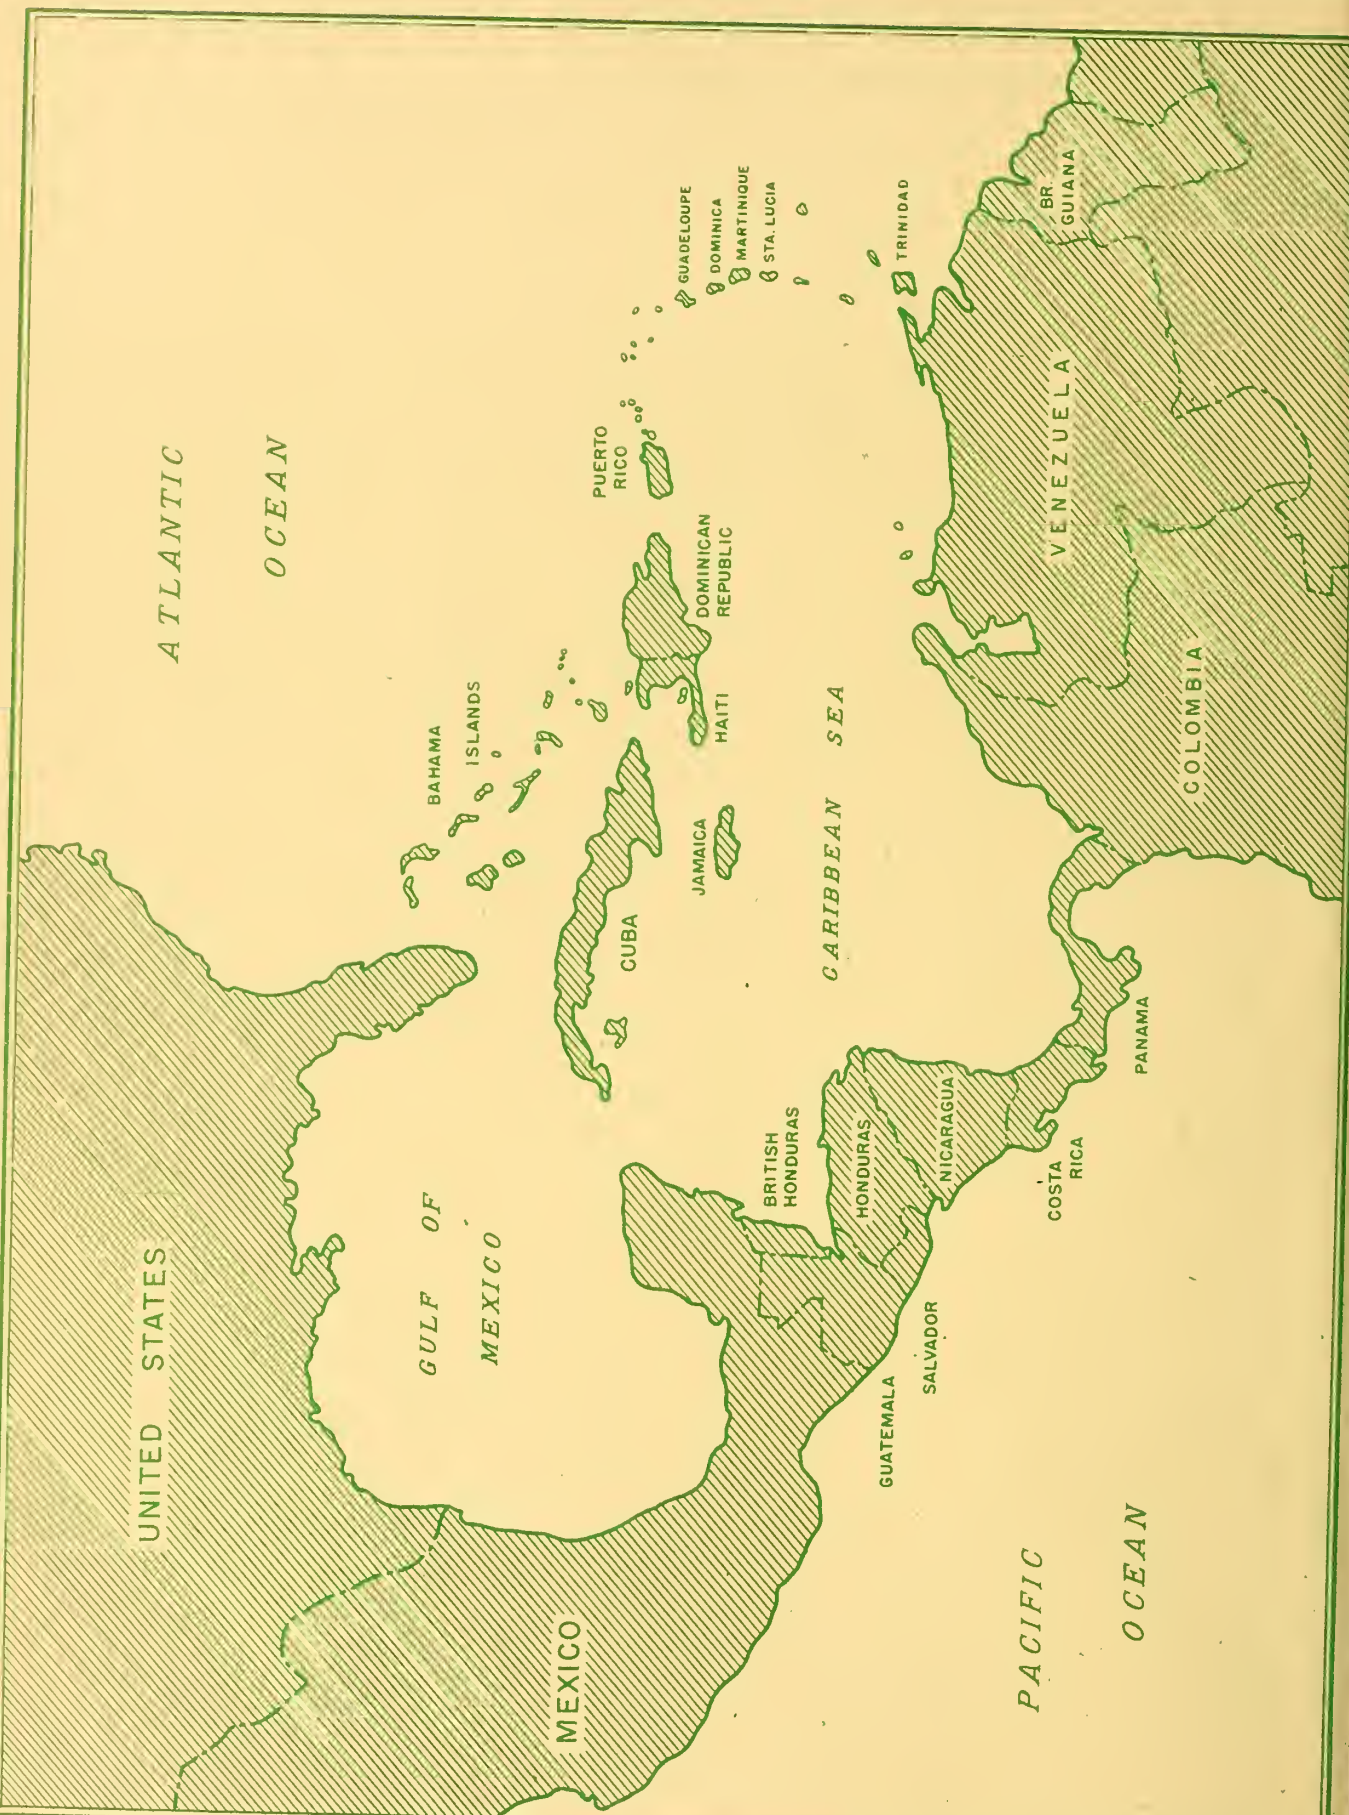 UNITED STATES
ATLANTIC
OCEAN
BAHAMA
ISLANDS
GULF OF
MEXICO
MEXICO
CUBA
JAMAICA
HAITI
DOMINICAN
REPUBLIC
PUERTO
RICO
GUADELOUPE
DOMINICA
MARTINIQUE
STA. LUCIA
TRINIDAD
CARIBBEAN SEA
BRITISH
HONDURAS
HONDURAS
NICARAGUA
GUATEMALA
SALVADOR
COSTA
RICA
PANAMA
COLOMBIA
VENEZUELA
BR.
GUIANA
PACIFIC
OCEAN